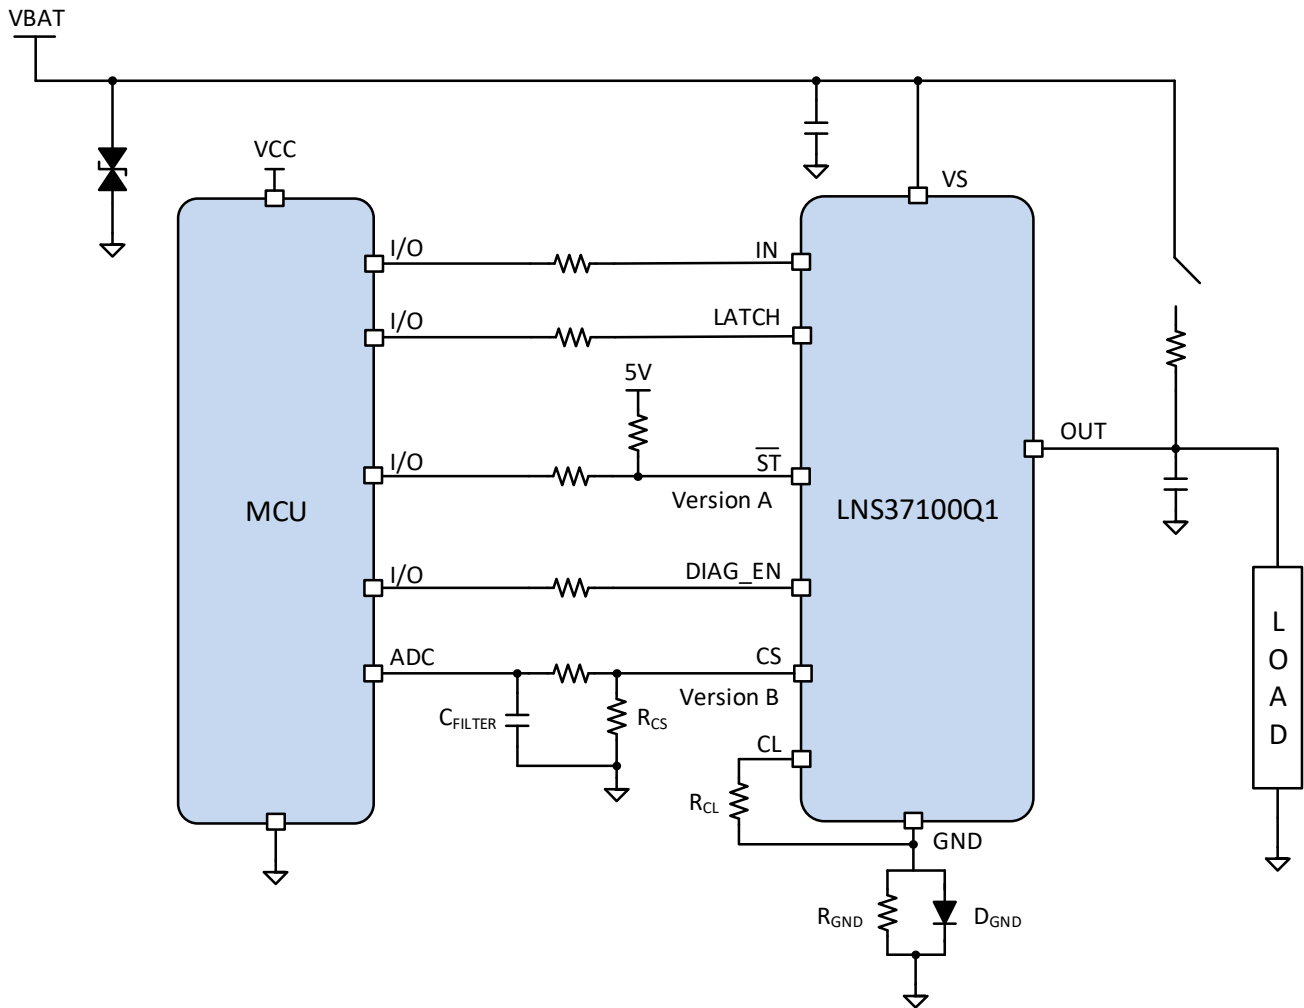 VBAT
VCC
VS
I/O
IN
I/O
LATCH
5V
I/O
ST
Version A
OUT
MCU
LNS37100Q1
I/O
DIAG_EN
ADC
CS
Version B
CFILTER
RCS
CL
RCL
GND
RGND
DGND
L
O
A
D